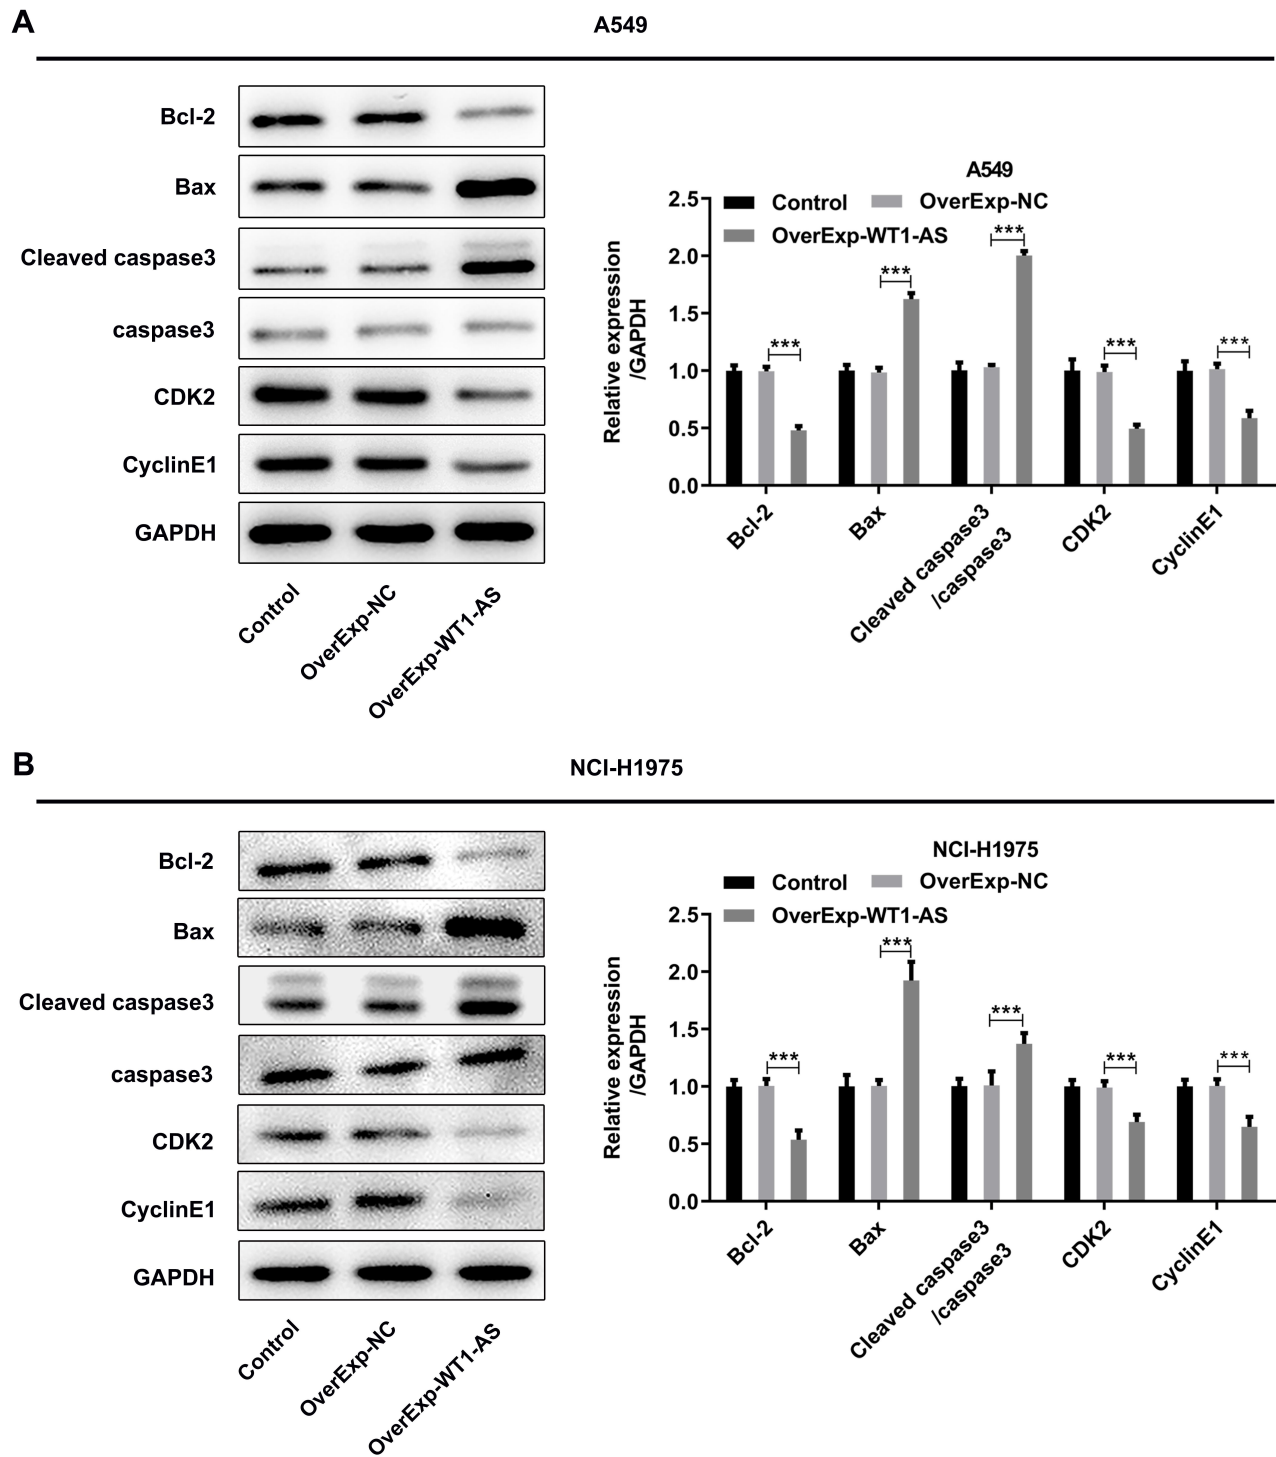 A
A549
Bcl-2
Bax
Cleaved caspase3
caspase3
CDK2
CyclinE1
GAPDH
Control
OverExp-NC
OverExp-WT1-AS
A549
Control
OverExp-NC
OverExp-WT1-AS
Relative expression
/GAPDH
2.5
2.0
1.5
1.0
0.5
0.0
***
***
***
***
***
Bcl-2
Bax
Cleaved caspase3
/caspase3
CDK2
CyclinE1
B
NCI-H1975
Bcl-2
Bax
Cleaved caspase3
caspase3
CDK2
CyclinE1
GAPDH
Control
OverExp-NC
OverExp-WT1-AS
NCI-H1975
Control
OverExp-NC
OverExp-WT1-AS
Relative expression
/GAPDH
2.5
2.0
1.5
1.0
0.5
0.0
***
***
***
***
***
Bcl-2
Bax
Cleaved caspase3
/caspase3
CDK2
CyclinE1